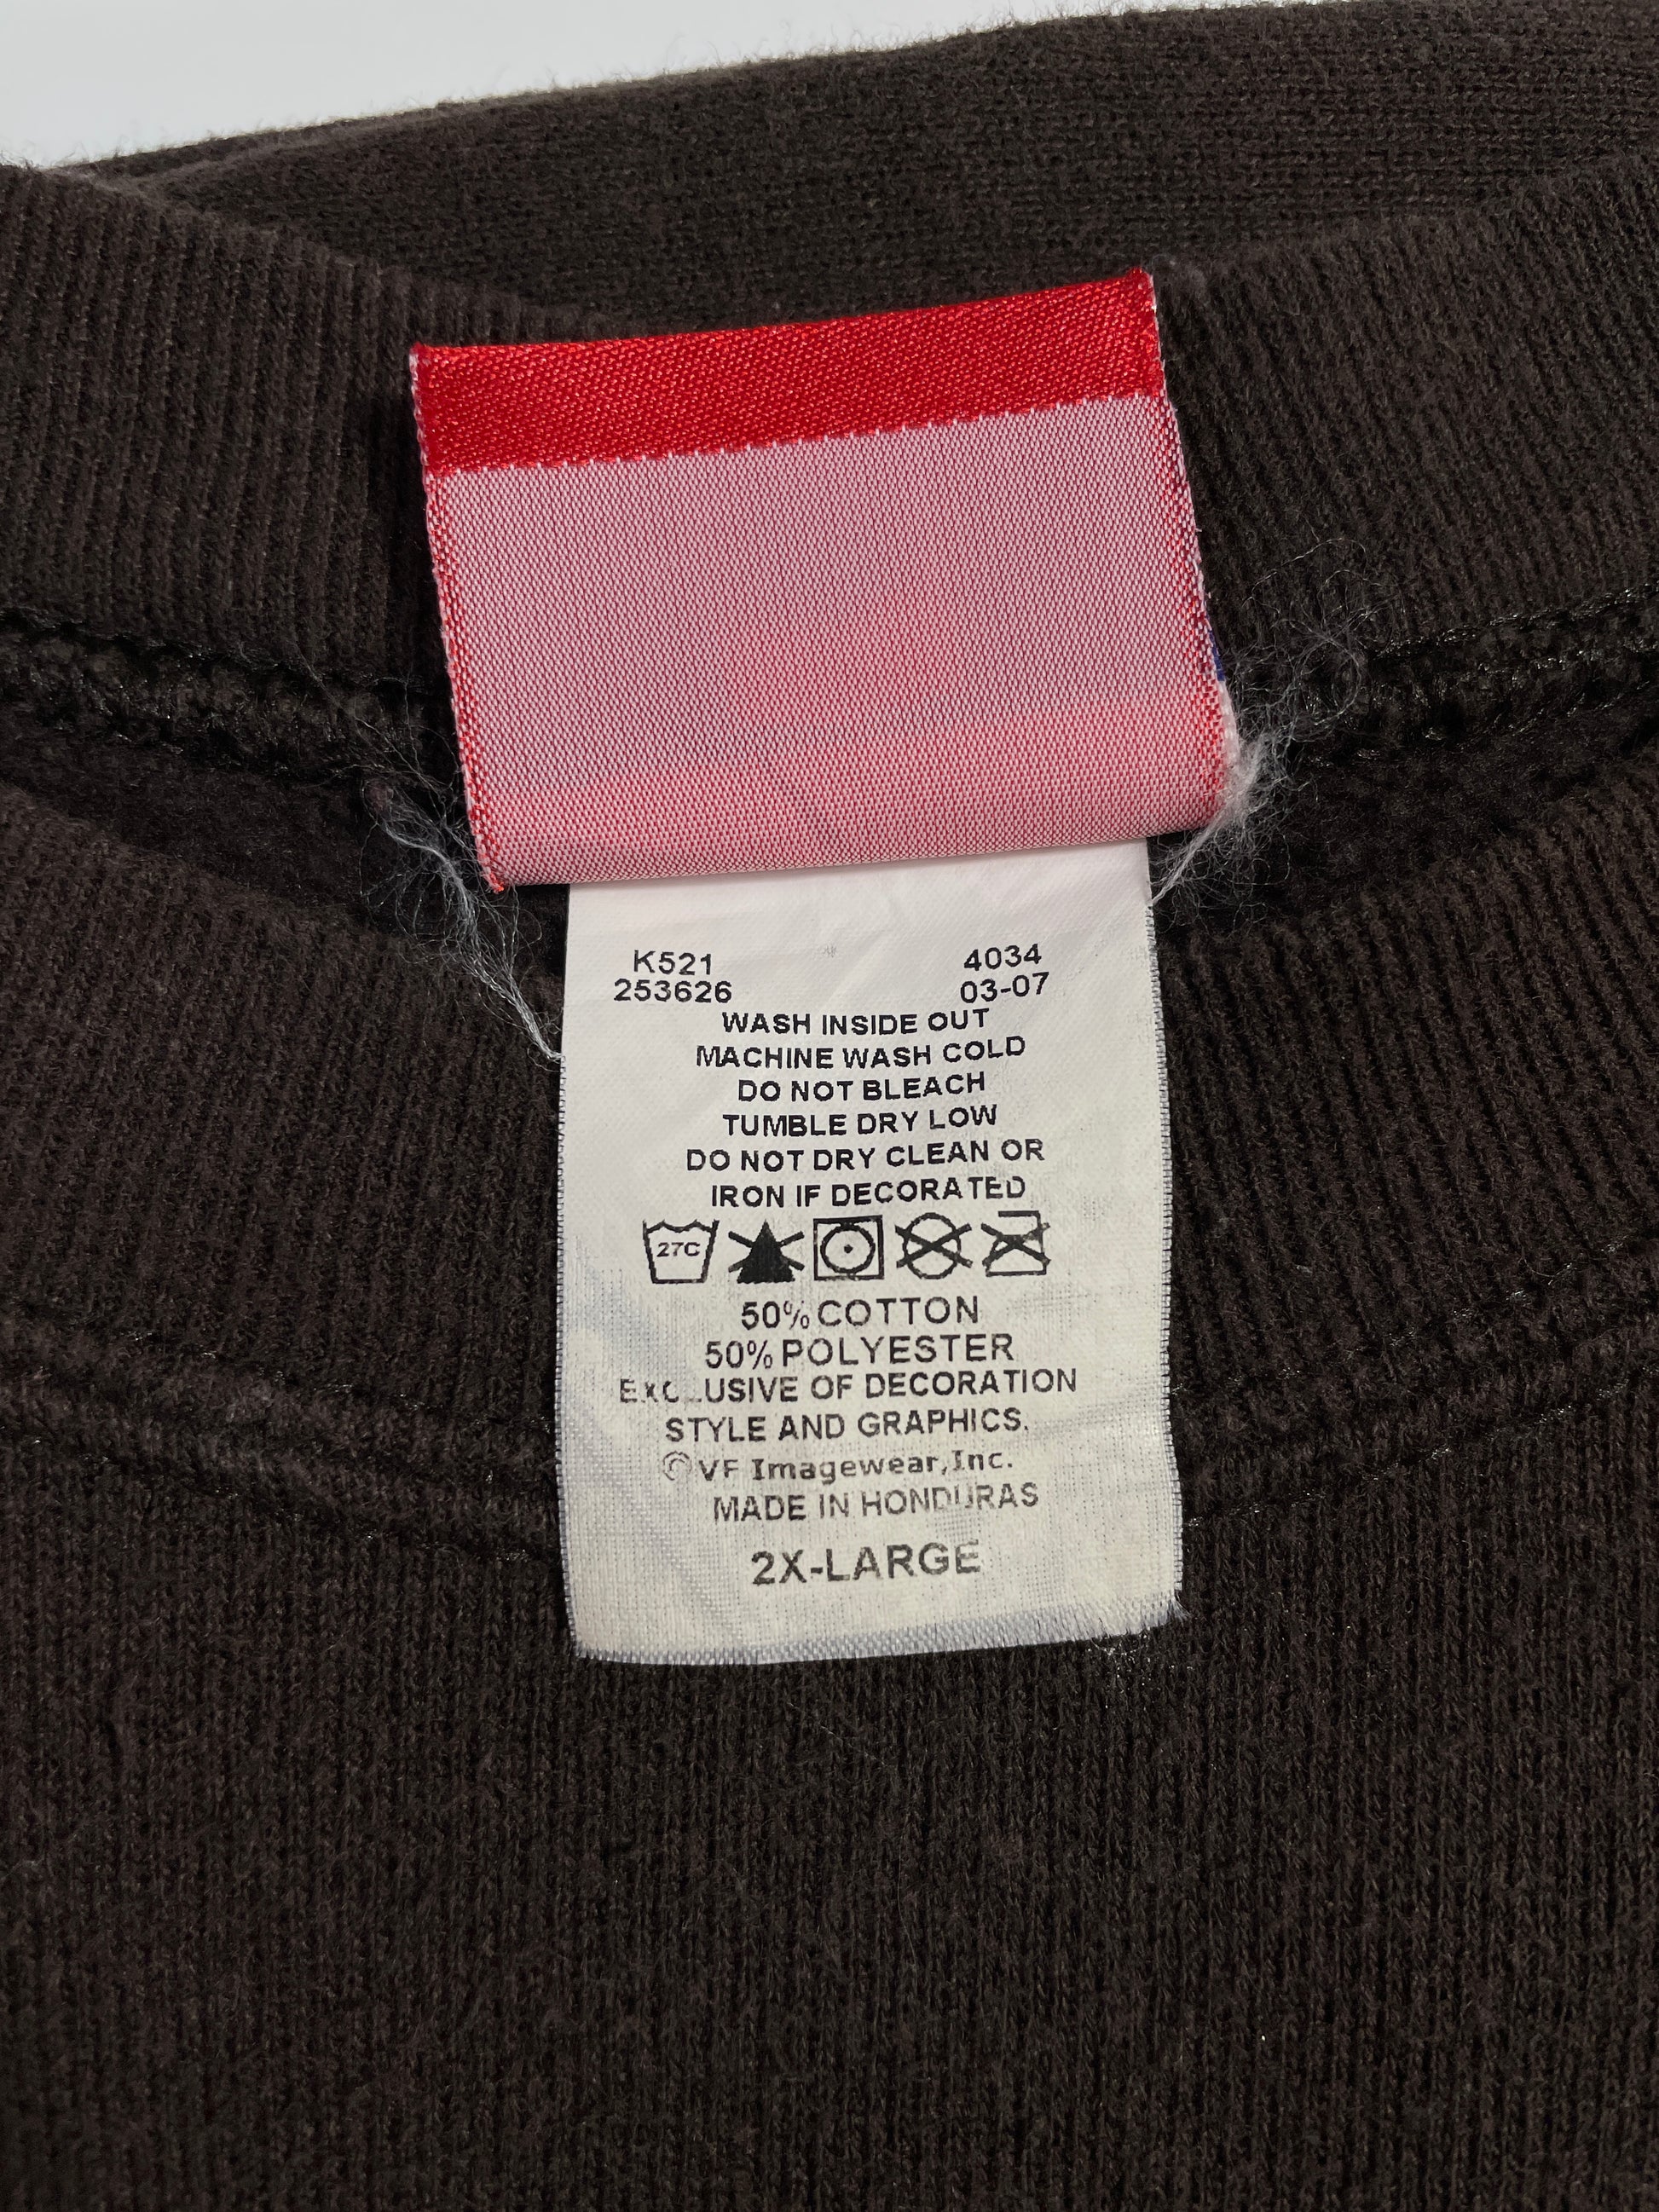 K521 4034
253626 03-07
WASH INSIDE OUT
MACHINE WASH COLD
DO NOT BLEACH
TUMBLE DRY LOW
DO NOT DRY CLEAN OR
IRON IF DECORATED
27C
50% COTTON
50% POLYESTER
EXCLUSIVE OF DECORATION
STYLE AND GRAPHICS.
©VF Imagewear,Inc.
MADE IN HONDURAS
2X-LARGE